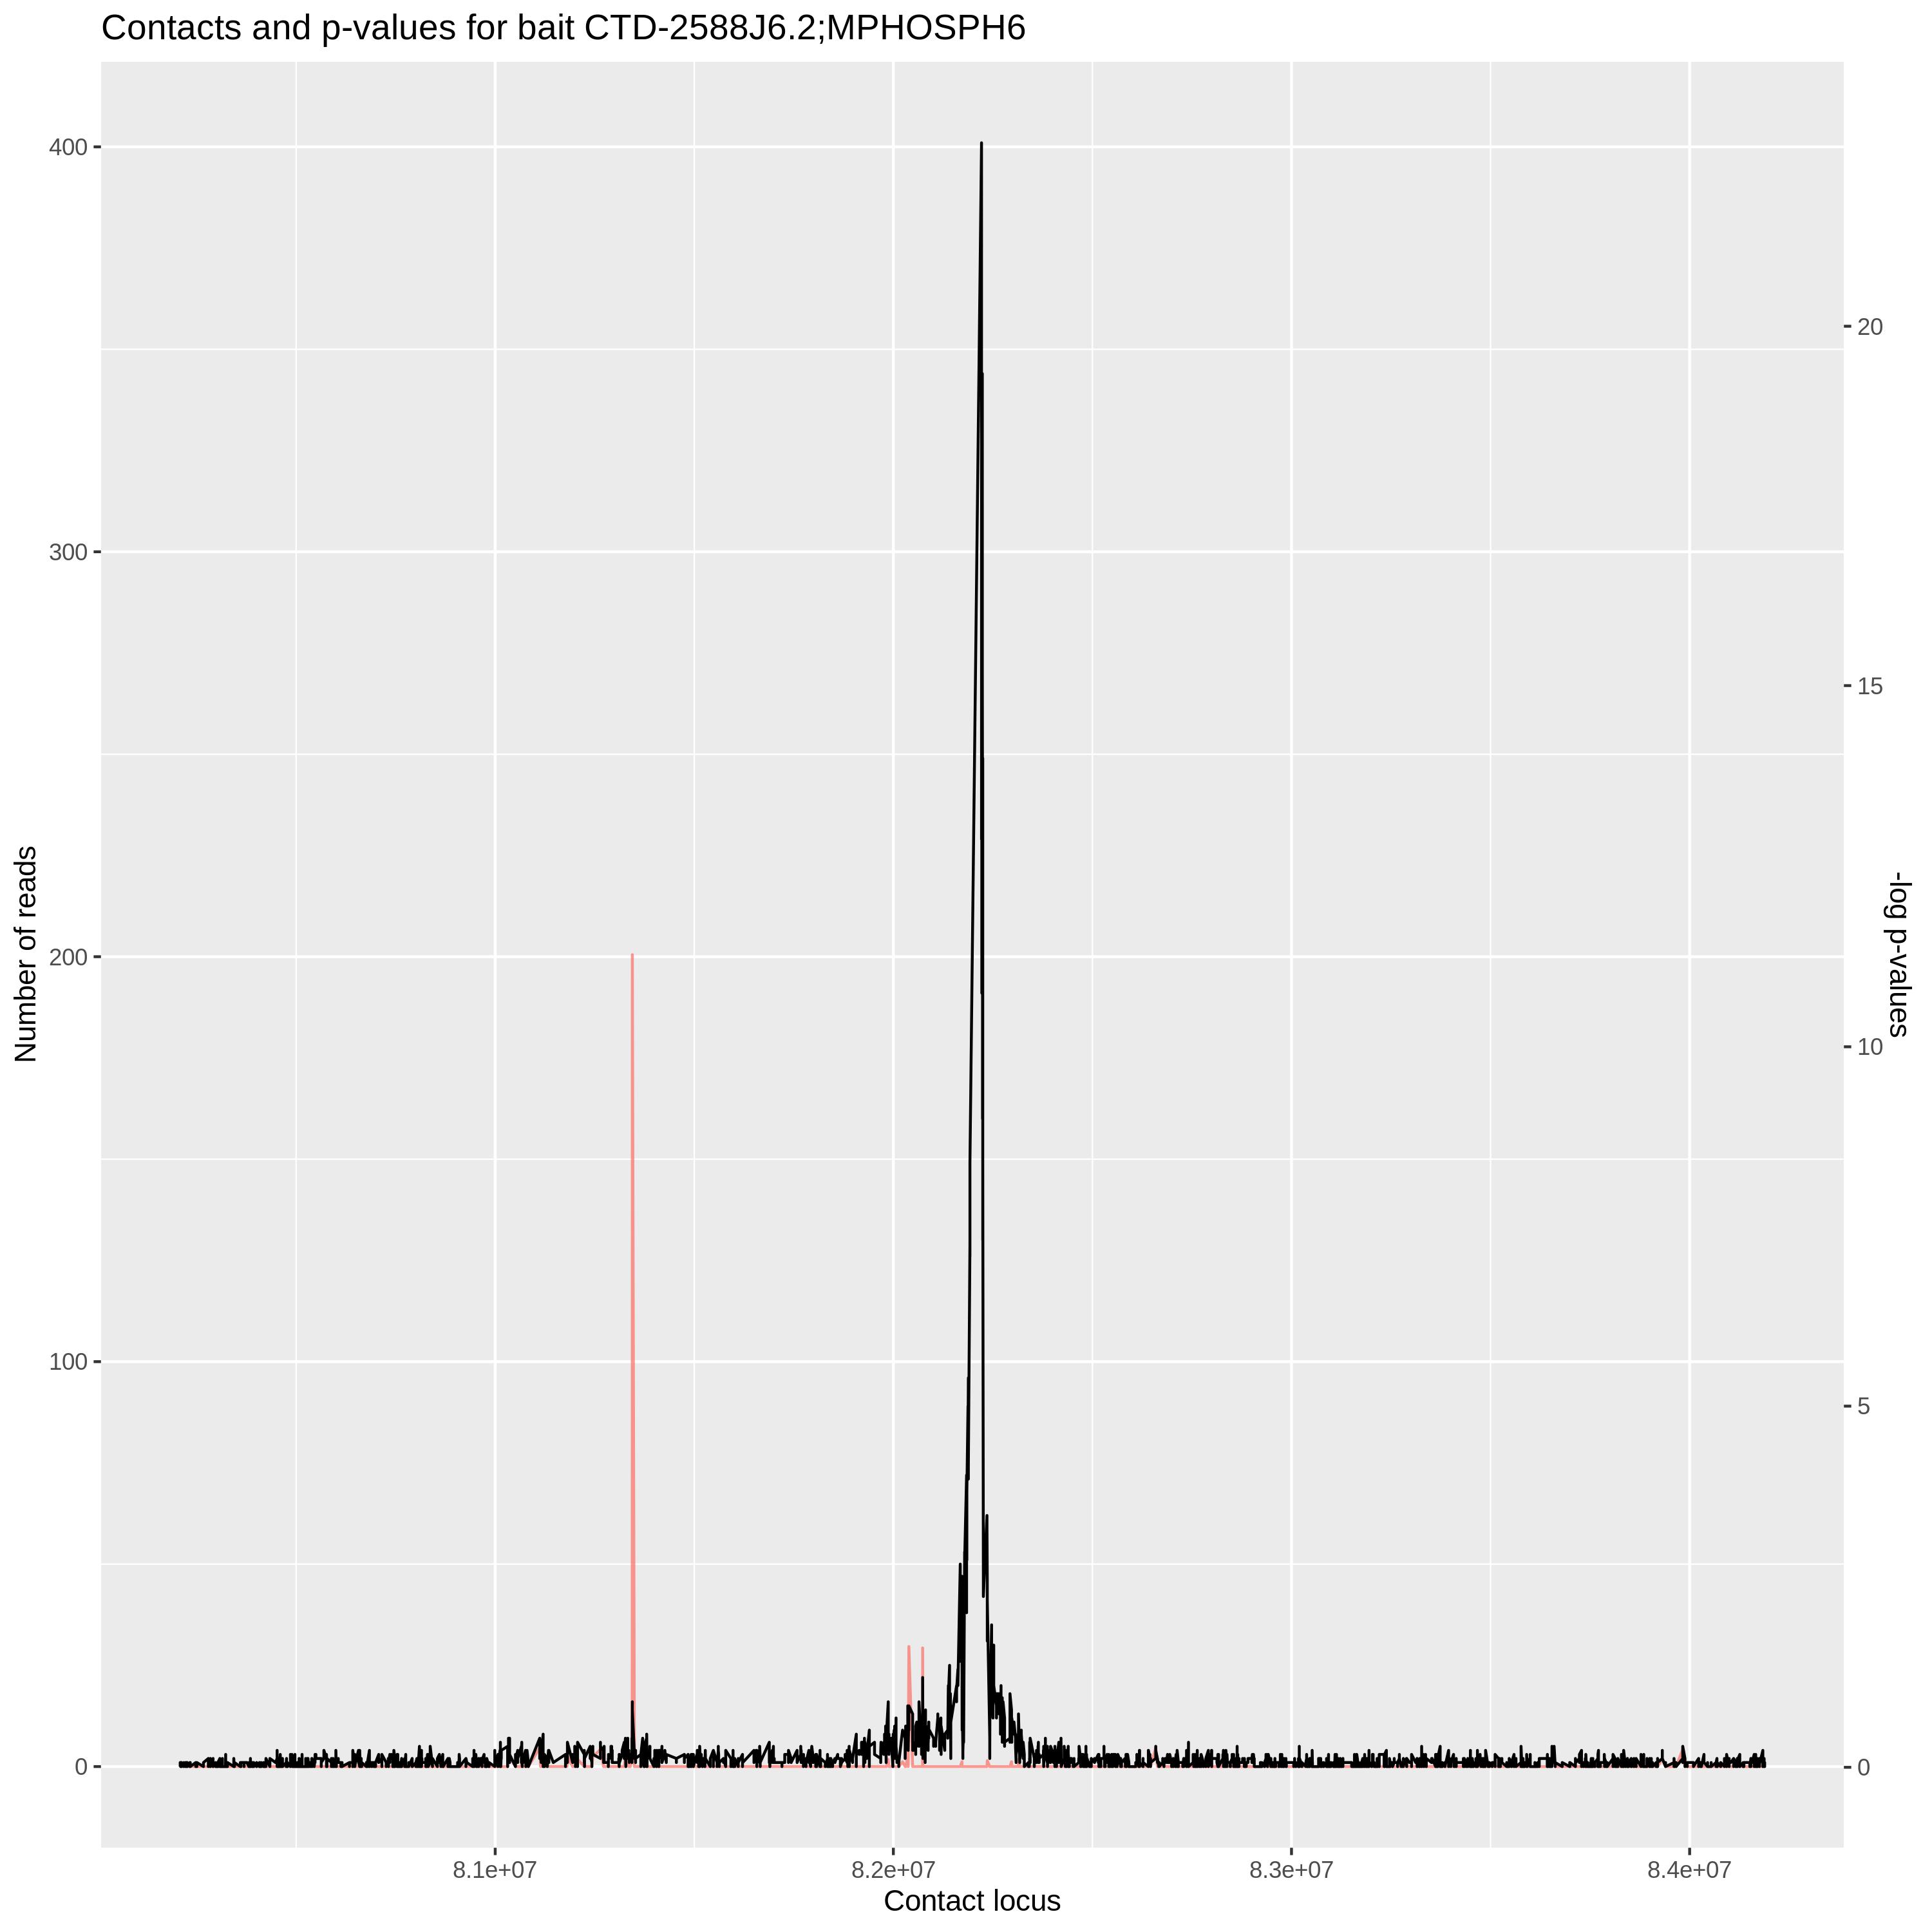 Contacts and p-values for bait CTD-2588J6.2;MPHOSPH6
400
300
200
100
0
Number of reads
20
15
10
5
0
-log p-values
8.1e+07 8.2e+07 8.3e+07 8.4e+07
Contact locus